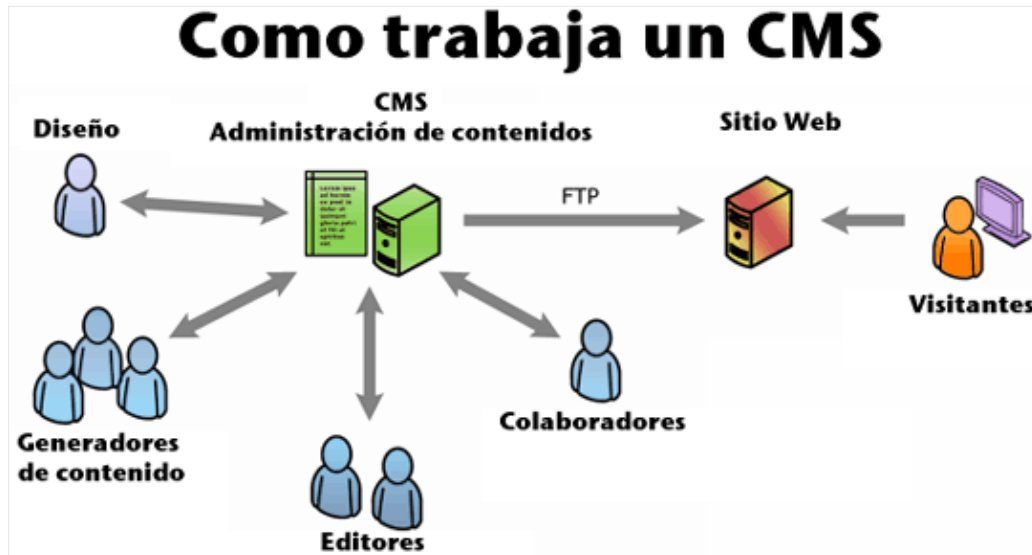 Como trabaja un CMS
Diseño
CMS
Administración de contenidos
Sitio Web
FTP
Visitantes
Colaboradores
Generadores
de contenido
Editores